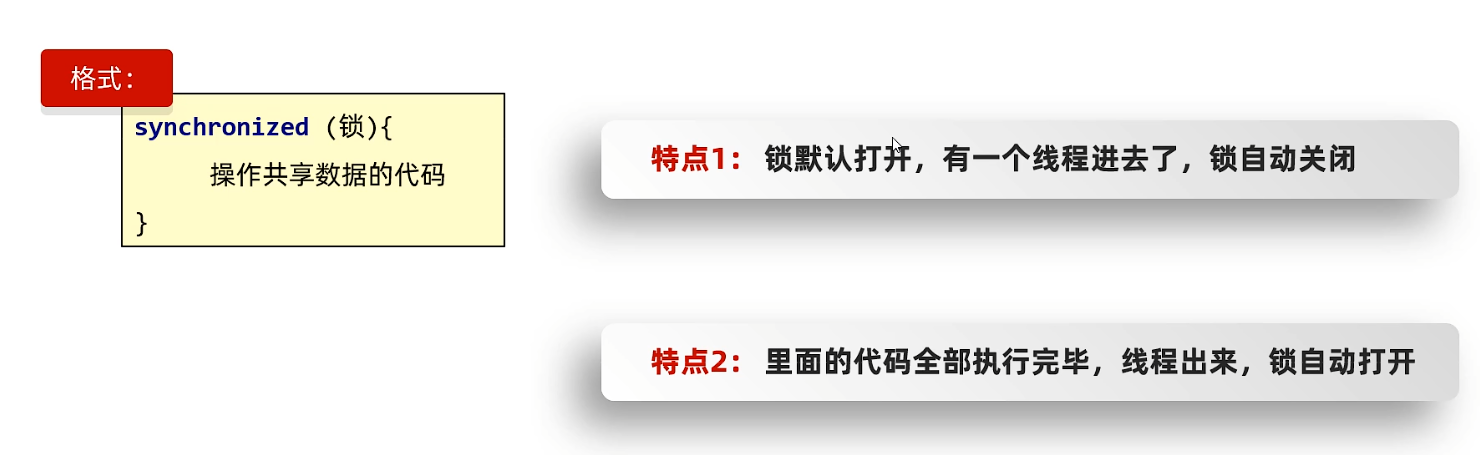 格式：
synchronized（锁）{
操作共享数据的代码
}
特点1： 锁默认打开，有一个线程进去了，锁自动关闭
特点2： 里面的代码全部执行完毕，线程出来，锁自动打开